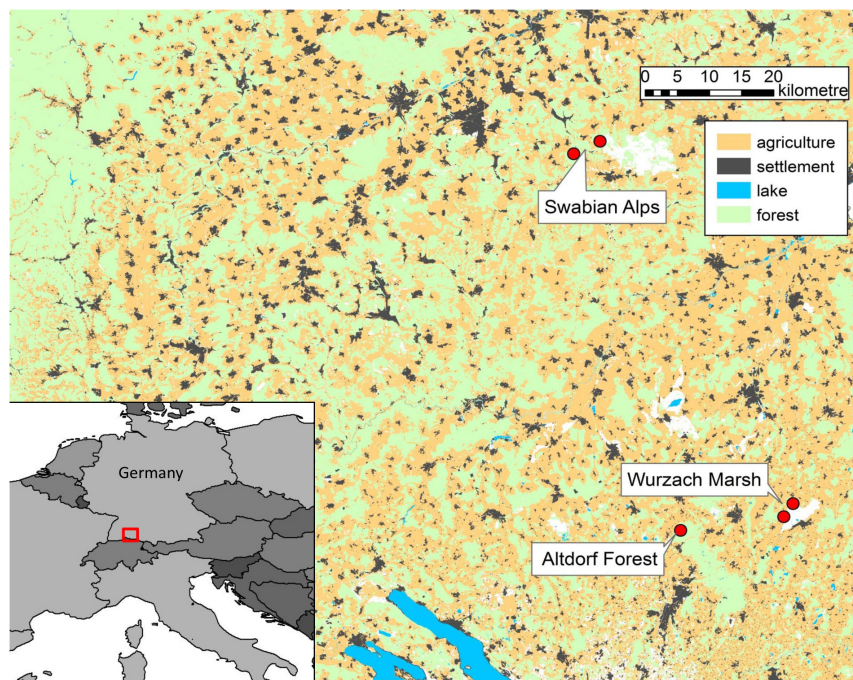 0 5 10 15 20
kilometre
agriculture
settlement
lake
forest
Swabian Alps
Germany
Wurzach Marsh
Altdorf Forest